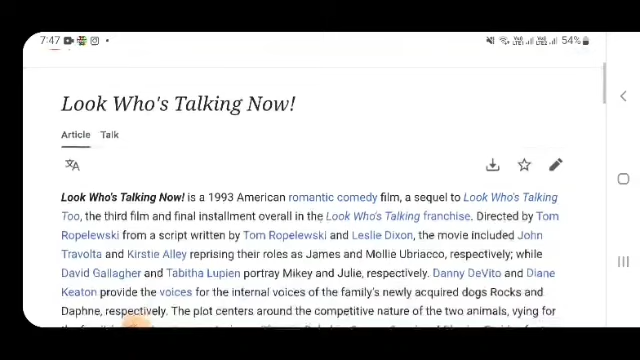 7:47
54%
Look Who's Talking Now!
Article Talk
Look Who's Talking Now! is a 1993 American romantic comedy film, a sequel to Look Who's Talking
Too, the third film and final installment overall in the Look Who's Talking franchise. Directed by Tom
Ropelewski from a script written by Tom Ropelewski and Leslie Dixon, the movie included John
Travolta and Kirstie Alley reprising their roles as James and Mollie Ubriacco, respectively; while
David Gallagher and Tabitha Lupien portray Mikey and Julie, respectively. Danny DeVito and Diane
Keaton provide the voices for the internal voices of the family's newly acquired dogs Rocks and
Daphne, respectively. The plot centers around the competitive nature of the two animals, vying for